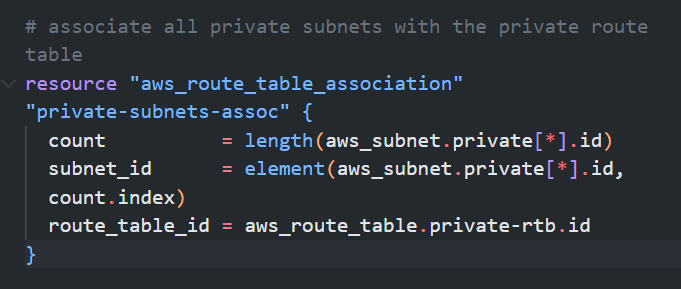 # associate all private subnets with the private route
table
resource "aws_route_table_association"
"private-subnets-assoc" {
  count          = length(aws_subnet.private[*].id)
  subnet_id      = element(aws_subnet.private[*].id,
  count.index)
  route_table_id = aws_route_table.private-rtb.id
}